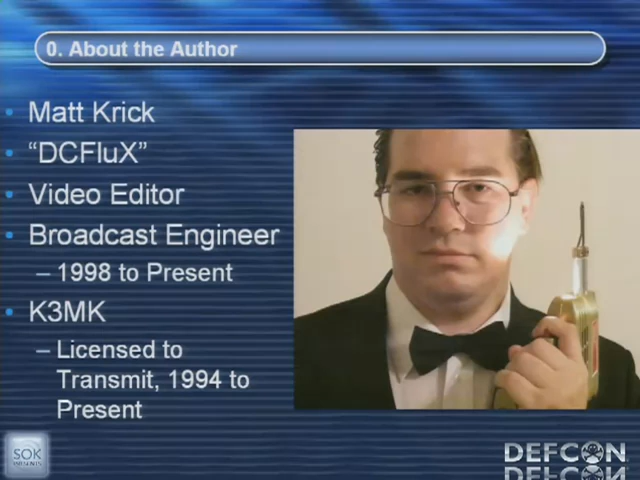 0. About the Author
• Matt Krick
• “DCFluX”
• Video Editor
• Broadcast Engineer
– 1998 to Present
• K3MK
– Licensed to
Transmit, 1994 to
Present
SOK
DEFCON